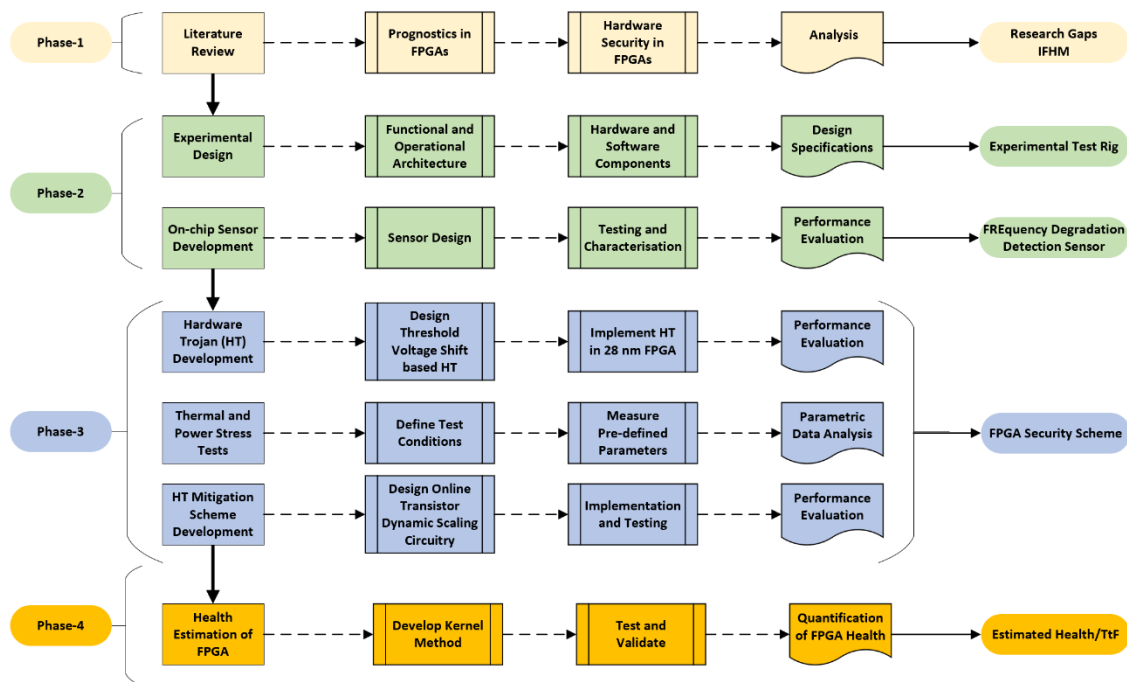 Phase-1
Literature
Review
Prognostics in
FPGAs
Hardware
Security in
FPGAs
Analysis
Research Gaps
IFHM
Phase-2
Experimental
Design
Functional and
Operational
Architecture
Hardware and
Software
Components
Design
Specifications
Experimental Test Rig
On-chip Sensor
Development
Sensor Design
Testing and
Characterisation
Performance
Evaluation
FREquency Degradation
Detection Sensor
Phase-3
Hardware
Trojan (HT)
Development
Design
Threshold
Voltage Shift
based HT
Implement HT
in 28 nm FPGA
Performance
Evaluation
Thermal and
Power Stress
Tests
Define Test
Conditions
Measure
Pre-defined
Parameters
Parametric
Data Analysis
FPGA Security Scheme
HT Mitigation
Scheme
Development
Design Online
Transistor
Dynamic Scaling
Circuitry
Implementation
and Testing
Performance
Evaluation
Phase-4
Health
Estimation of
FPGA
Develop Kernel
Method
Test and
Validate
Quantification
of FPGA Health
Estimated Health/TtF